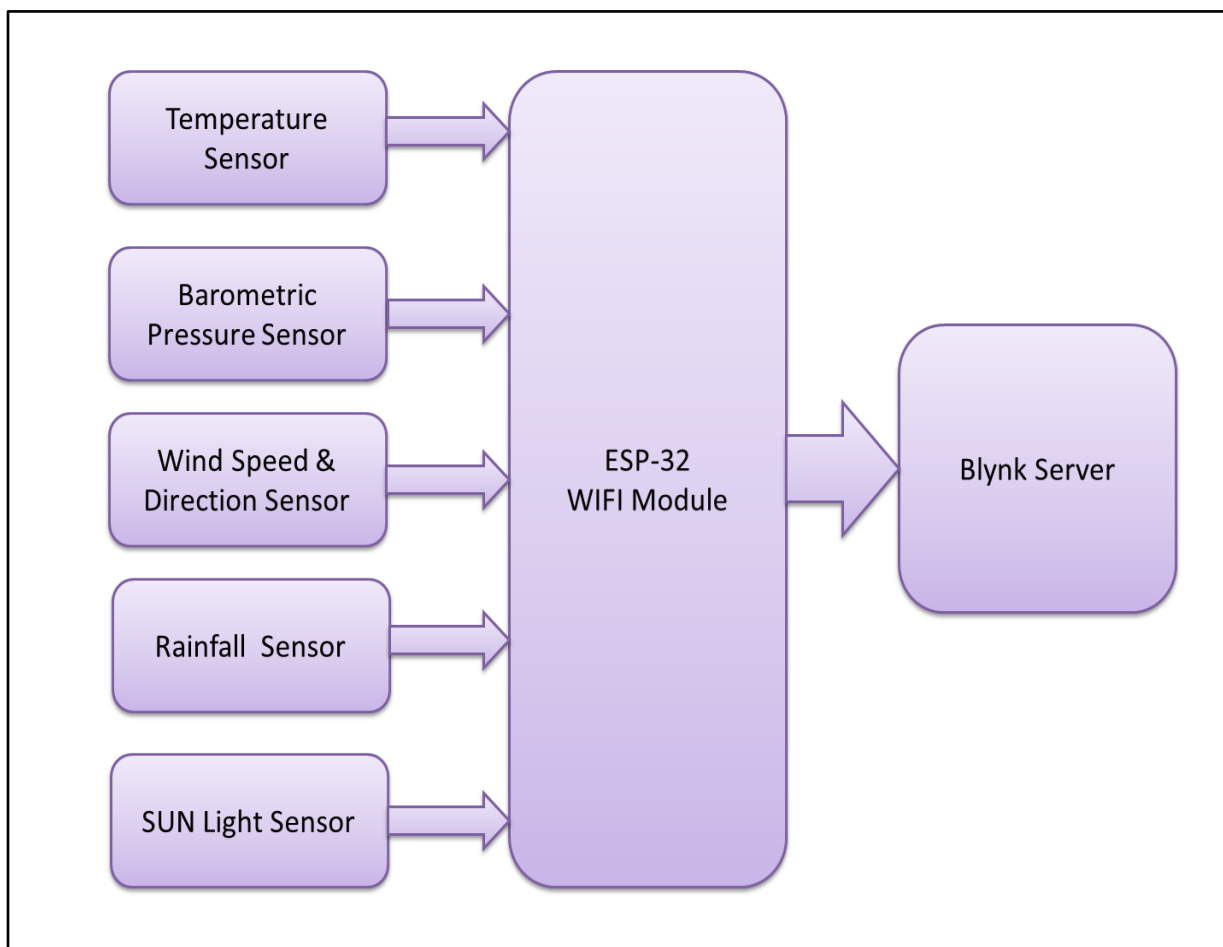 Temperature
Sensor
Barometric
Pressure Sensor
Wind Speed &
Direction Sensor
Rainfall  Sensor
SUN Light Sensor
ESP-32
WIFI Module
Blynk Server